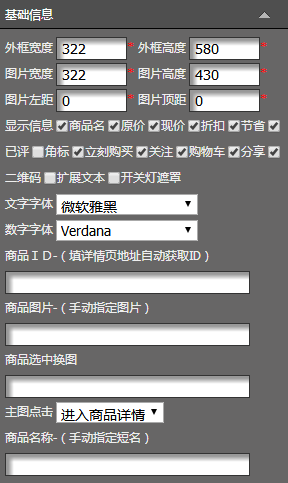 基础信息
外框宽度 322 * 外框高度 580 *
图片宽度 322 * 图片高度 430 *
图片左距 0 * 图片顶距 0 *
显示信息 商品名 原价 现价 折扣 节省
已评 角标 立刻购买 关注 购物车 分享
二维码 扩展文本 开关灯遮罩
文字字体 微软雅黑
数字字体 Verdana
商品ＩＤ-（填详情页地址自动获取ID）
商品图片-（手动指定图片）
商品选中换图
主图点击 进入商品详情
商品名称-（手动指定短名）